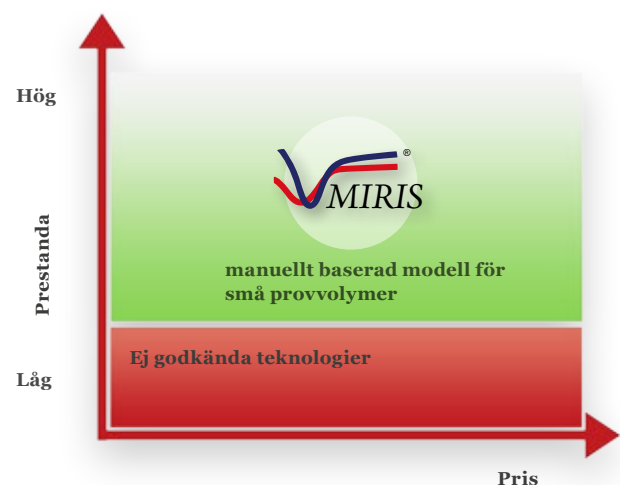 Hög
®
MIRIS
Prestanda
manuellt baserad modell för
små provvolymer
Ej godkända teknologier
Låg
Pris